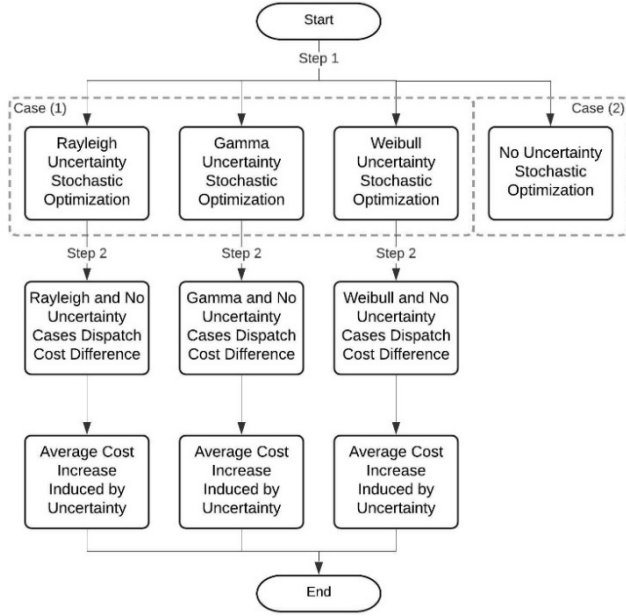 Start
Step 1
Case (1)
Case (2)
Rayleigh
Uncertainty
Stochastic
Optimization
Gamma
Uncertainty
Stochastic
Optimization
Weibull
Uncertainty
Stochastic
Optimization
No Uncertainty
Stochastic
Optimization
Step 2
Step 2
Step 2
Rayleigh and No
Uncertainty
Cases Dispatch
Cost Difference
Gamma and No
Uncertainty
Cases Dispatch
Cost Difference
Weibull and No
Uncertainty
Cases Dispatch
Cost Difference
Average Cost
Increase
Induced by
Uncertainty
Average Cost
Increase
Induced by
Uncertainty
Average Cost
Increase
Induced by
Uncertainty
End